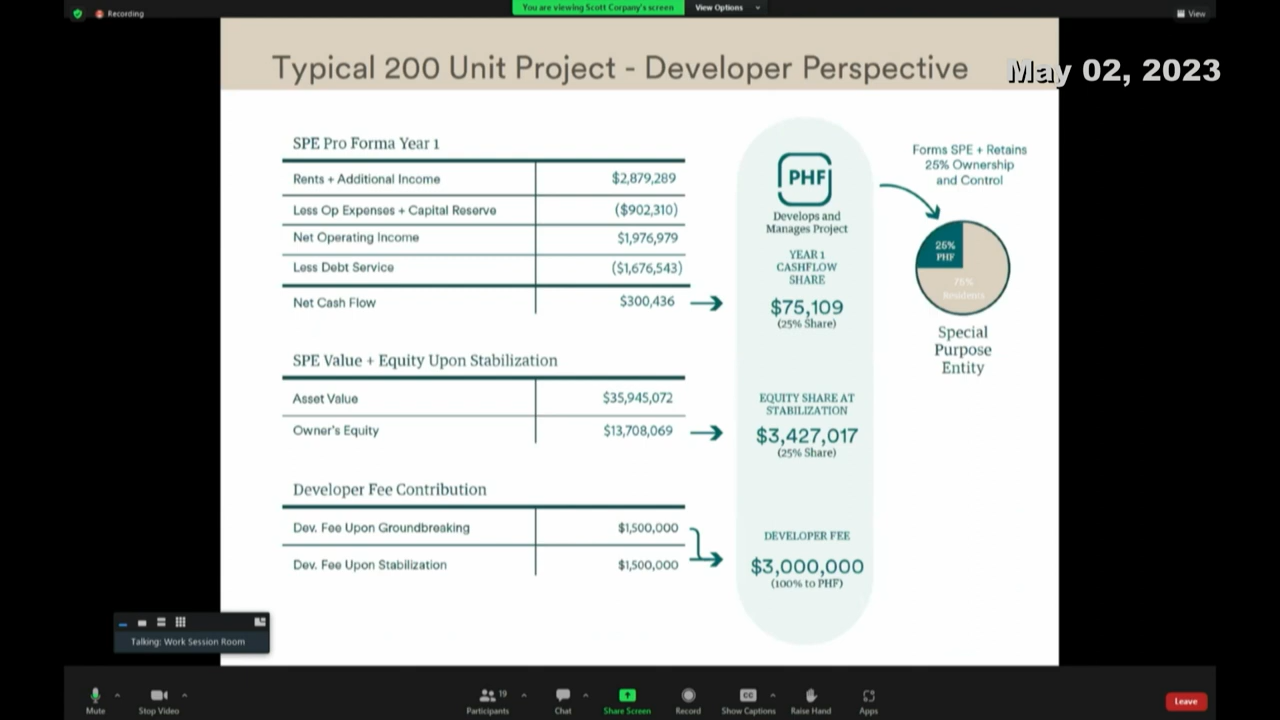 Recording
You are viewing Scott Corpany's screen
View Options
View
Typical 200 Unit Project - Developer Perspective
May 02, 2023
SPE Pro Forma Year 1
Rents + Additional Income $2,879,289
Less Op Expenses + Capital Reserve ($902,310)
Net Operating Income $1,976,979
Less Debt Service ($1,676,543)
Net Cash Flow $300,436
SPE Value + Equity Upon Stabilization
Asset Value $35,945,072
Owner's Equity $13,708,069
Developer Fee Contribution
Dev. Fee Upon Groundbreaking $1,500,000
Dev. Fee Upon Stabilization $1,500,000
PHF
Develops and
Manages Project
YEAR 1
CASHFLOW
SHARE
$75,109
(25% Share)
EQUITY SHARE AT
STABILIZATION
$3,427,017
(25% Share)
DEVELOPER FEE
$3,000,000
(100% to PHF)
Forms SPE + Retains
25% Ownership
and Control
25%
PHF
75%
Residents
Special
Purpose
Entity
Talking: Work Session Room
Mute
Stop Video
Participants 19
Chat
Share Screen
Record
CC
Show Captions
Raise Hand
Apps
Leave